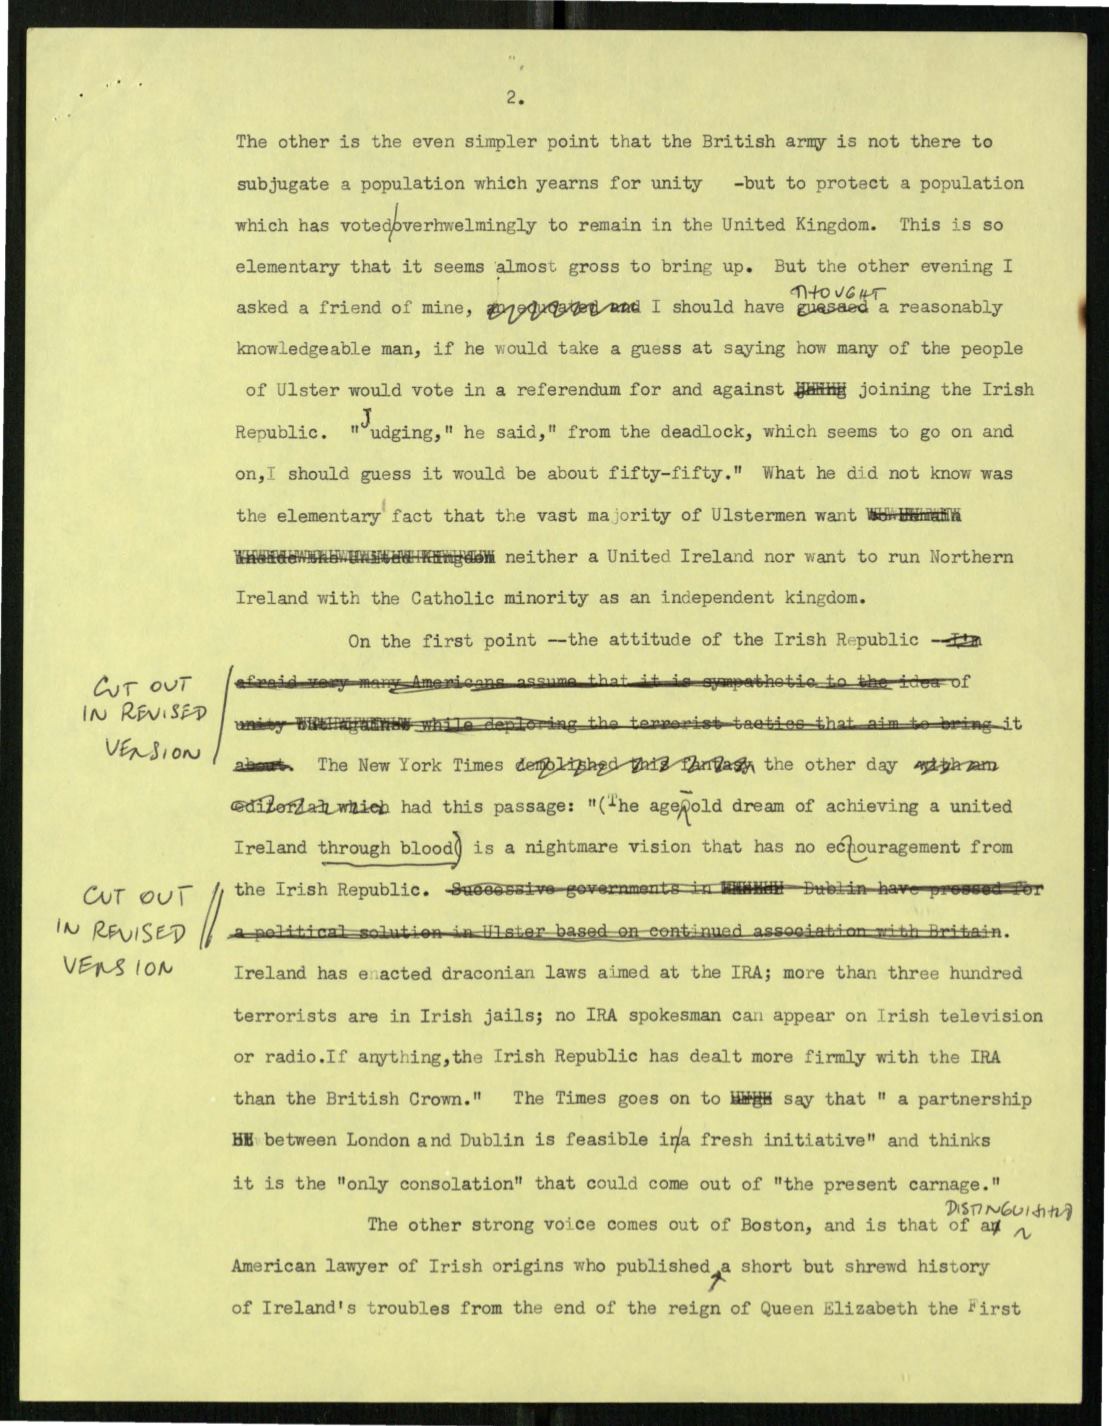 2.
The other is the even simpler point that the British army is not there to
subjugate a population which yearns for unity -but to protect a population
which has voted/overhwelmingly to remain in the United Kingdom. This is so
elementary that it seems almost gross to bring up. But the other evening I
THOUGHT
asked a friend of mine, an educated and I should have guessed a reasonably
knowledgeable man, if he would take a guess at saying how many of the people
of Ulster would vote in a referendum for and against joining the Irish
Republic. "Judging," he said," from the deadlock, which seems to go on and
on,I should guess it would be about fifty-fifty." What he did not know was
the elementary fact that the vast majority of Ulstermen want to remain
inside the United Kingdom neither a United Ireland nor want to run Northern
Ireland with the Catholic minority as an independent kingdom.
On the first point --the attitude of the Irish Republic --I'm
CUT OUT
IN REVISED
VERSION
afraid very many Americans assume that it is sympathetic to the idea of
unity while deploring the terrorist tactics that aim to bring it
about. The New York Times demolished this fantasy the other day with an
editorial which had this passage: "(The age-old dream of achieving a united
Ireland through blood) is a nightmare vision that has no echouragement from
CUT OUT
IN REVISED
VERSION
the Irish Republic. Successive governments in Dublin have pressed for
a political solution in Ulster based on continued association with Britain.
Ireland has enacted draconian laws aimed at the IRA; more than three hundred
terrorists are in Irish jails; no IRA spokesman can appear on Irish television
or radio.If anything,the Irish Republic has dealt more firmly with the IRA
than the British Crown." The Times goes on to say that " a partnership
between London and Dublin is feasible in/a fresh initiative" and thinks
it is the "only consolation" that could come out of "the present carnage."
DISTINGUISHED
The other strong voice comes out of Boston, and is that of an
American lawyer of Irish origins who published a short but shrewd history
of Ireland's troubles from the end of the reign of Queen Elizabeth the First